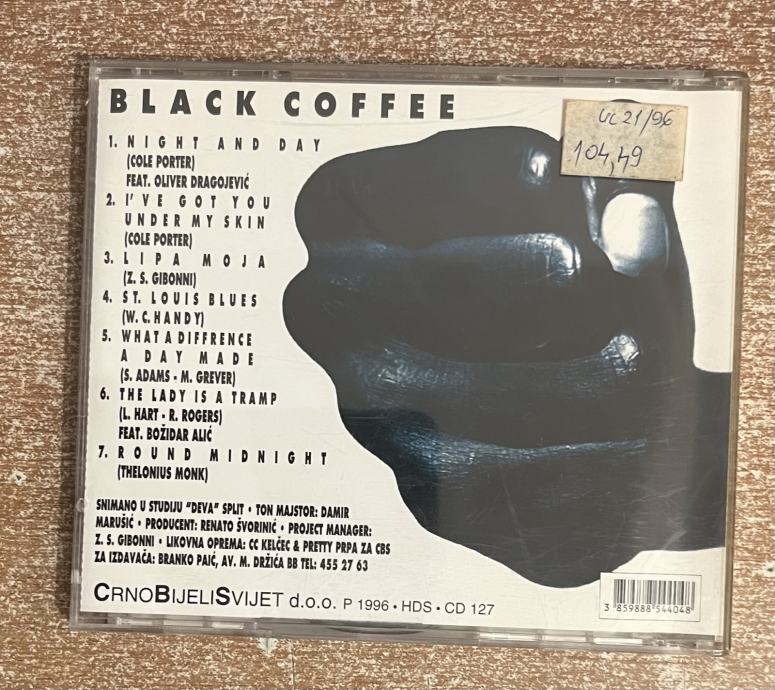 BLACK COFFEE
1. NIGHT AND DAY
(COLE PORTER)
FEAT. OLIVER DRAGOJEVIĆ
2. I'VE GOT YOU
UNDER MY SKIN
(COLE PORTER)
3. LIPA MOJA
(Z. S. GIBONNI)
4. ST. LOUIS BLUES
(W. C. HANDY)
5. WHAT A DIFFRENCE
A DAY MADE
(S. ADAMS - M. GREVER)
6. THE LADY IS A TRAMP
(L. HART - R. ROGERS)
FEAT. BOŽIDAR ALIĆ
7. ROUND MIDNIGHT
(THELONIUS MONK)
SNIMANO U STUDIJU "DEVA" SPLIT • TON MAJSTOR: DAMIR
MARUŠIĆ • PRODUCENT: RENATO ŠVORINIĆ • PROJECT MANAGER:
Z. S. GIBONNI • LIKOVNA OPREMA: CC KELĆEC & PRETTY PRPA ZA CBS
ZA IZDAVAČA: BRANKO PAIĆ, AV. M. DRŽIĆA BB TEL: 455 27 63
CRNOBIJELISVIJET d.o.o. P 1996 • HDS • CD 127
21/96
104,49
3 859888 544048